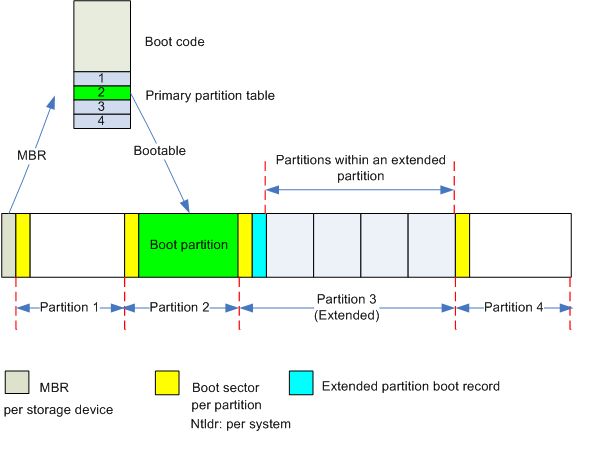 Boot code
1
2
3
4
Primary partition table
MBR
Bootable
Partitions within an extended
partition
Boot partition
Partition 1
Partition 2
Partition 3
(Extended)
Partition 4
MBR
per storage device
Boot sector
per partition
Ntldr: per system
Extended partition boot record